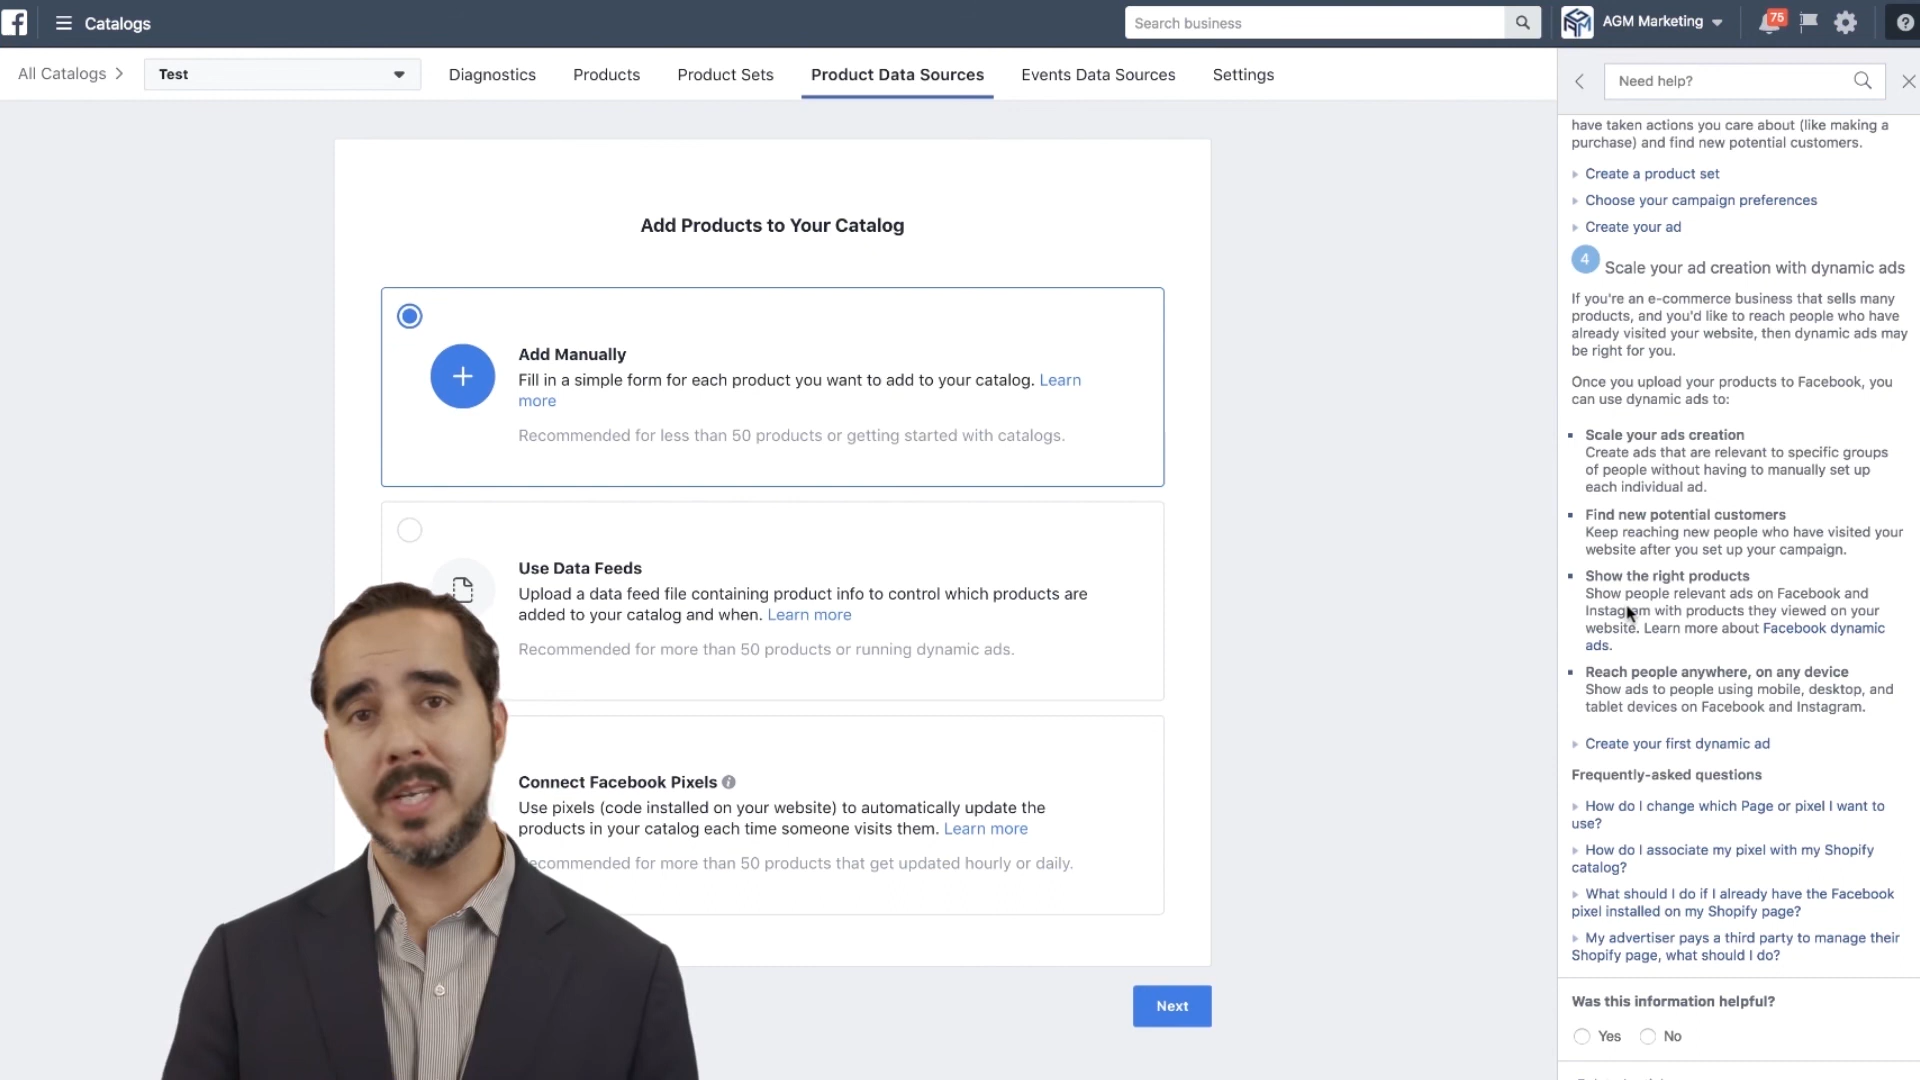 Catalogs
Search business
AGM Marketing
75
All Catalogs
Test
Diagnostics
Products
Product Sets
Product Data Sources
Events Data Sources
Settings
Need help?
Add Products to Your Catalog
Add Manually
Fill in a simple form for each product you want to add to your catalog. Learn
more
Recommended for less than 50 products or getting started with catalogs.
Use Data Feeds
Upload a data feed file containing product info to control which products are
added to your catalog and when. Learn more
Recommended for more than 50 products or running dynamic ads.
Connect Facebook Pixels
Use pixels (code installed on your website) to automatically update the
products in your catalog each time someone visits them. Learn more
for more than 50 products that get updated hourly or daily.
Next
have taken actions you care about (like making a
purchase) and find new potential customers.
Create a product set
Choose your campaign preferences
Create your ad
4 Scale your ad creation with dynamic ads
If you're an e-commerce business that sells many
products, and you'd like to reach people who have
already visited your website, then dynamic ads may
be right for you.
Once you upload your products to Facebook, you
can use dynamic ads to:
Scale your ads creation
Create ads that are relevant to specific groups
of people without having to manually set up
each individual ad.
Find new potential customers
Keep reaching new people who have visited your
website after you set up your campaign.
Show the right products
Show people relevant ads on Facebook and
Instagram with products they viewed on your
website. Learn more about Facebook dynamic
ads.
Reach people anywhere, on any device
Show ads to people using mobile, desktop, and
tablet devices on Facebook and Instagram.
Create your first dynamic ad
Frequently-asked questions
How do I change which Page or pixel I want to
use?
How do I associate my pixel with my Shopify
catalog?
What should I do if I already have the Facebook
pixel installed on my Shopify page?
My advertiser pays a third party to manage their
Shopify page, what should I do?
Was this information helpful?
Yes
No